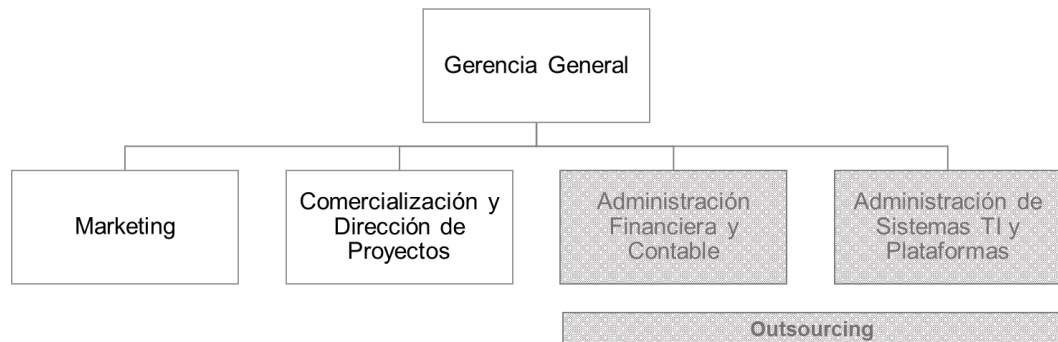 Gerencia General
Marketing
Comercialización y
Dirección de
Proyectos
Administración
Financiera y
Contable
Administración de
Sistemas TI y
Plataformas
Outsourcing